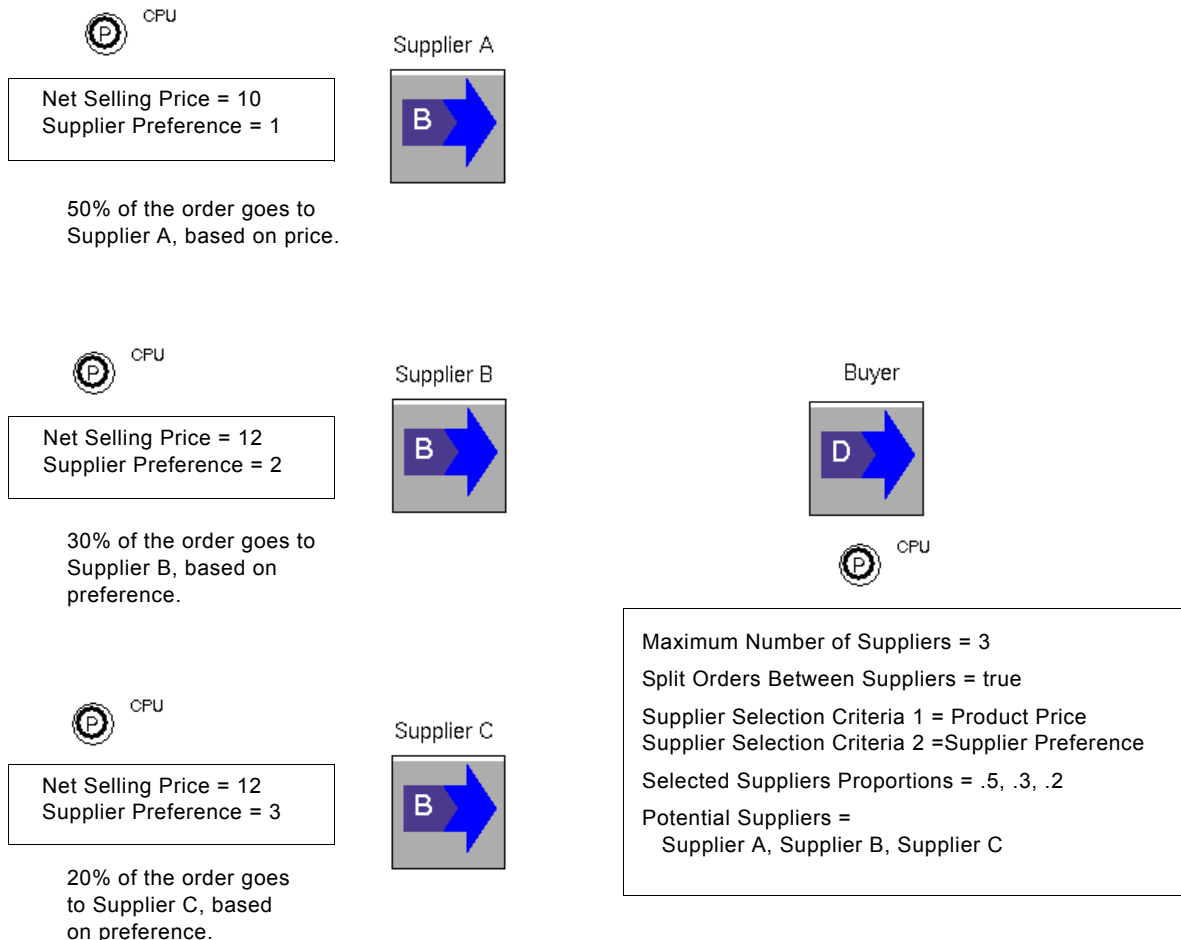 CPU
P
Supplier A
B
Net Selling Price = 10
Supplier Preference = 1
50% of the order goes to
Supplier A, based on price.
CPU
P
Supplier B
B
Net Selling Price = 12
Supplier Preference = 2
30% of the order goes to
Supplier B, based on
preference.
CPU
P
Supplier C
B
Net Selling Price = 12
Supplier Preference = 3
20% of the order goes
to Supplier C, based
on preference.
Buyer
D
CPU
P
Maximum Number of Suppliers = 3
Split Orders Between Suppliers = true
Supplier Selection Criteria 1 = Product Price
Supplier Selection Criteria 2 =Supplier Preference
Selected Suppliers Proportions = .5, .3, .2
Potential Suppliers =
Supplier A, Supplier B, Supplier C